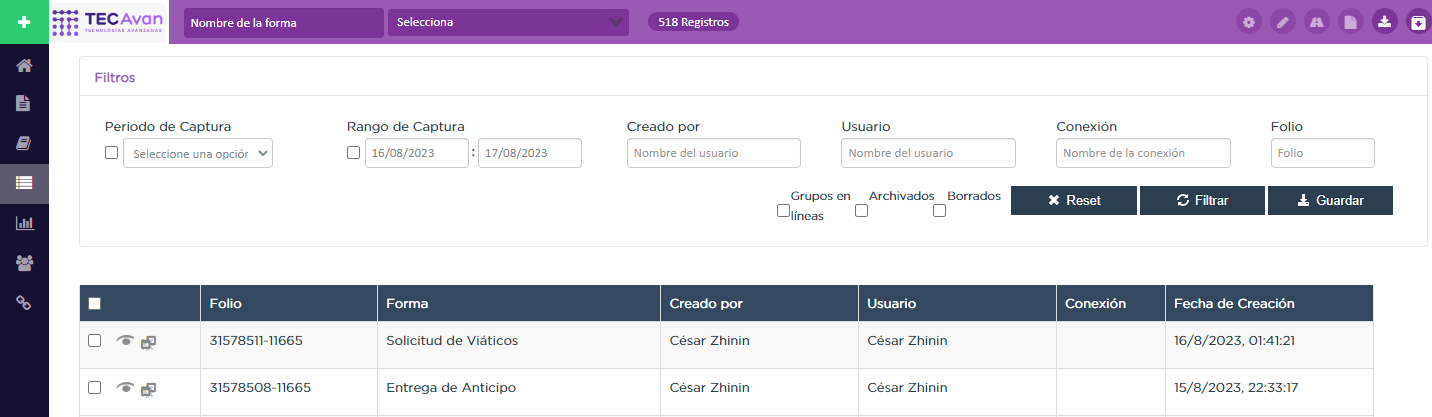 TECAvan
TECNOLOGÍAS AVANZADAS
Nombre de la forma
Selecciona
518 Registros
Filtros
Periodo de Captura
Rango de Captura
Creado por
Usuario
Conexión
Folio
Seleccione una opción
16/08/2023 : 17/08/2023
Nombre del usuario
Nombre del usuario
Nombre de la conexión
Folio
Grupos en
líneas
Archivados
Borrados
Reset
Filtrar
Guardar
Folio Forma Creado por Usuario Conexión Fecha de Creación
31578511-11665 Solicitud de Viáticos César Zhinin César Zhinin 16/8/2023, 01:41:21
31578508-11665 Entrega de Anticipo César Zhinin César Zhinin 15/8/2023, 22:33:17